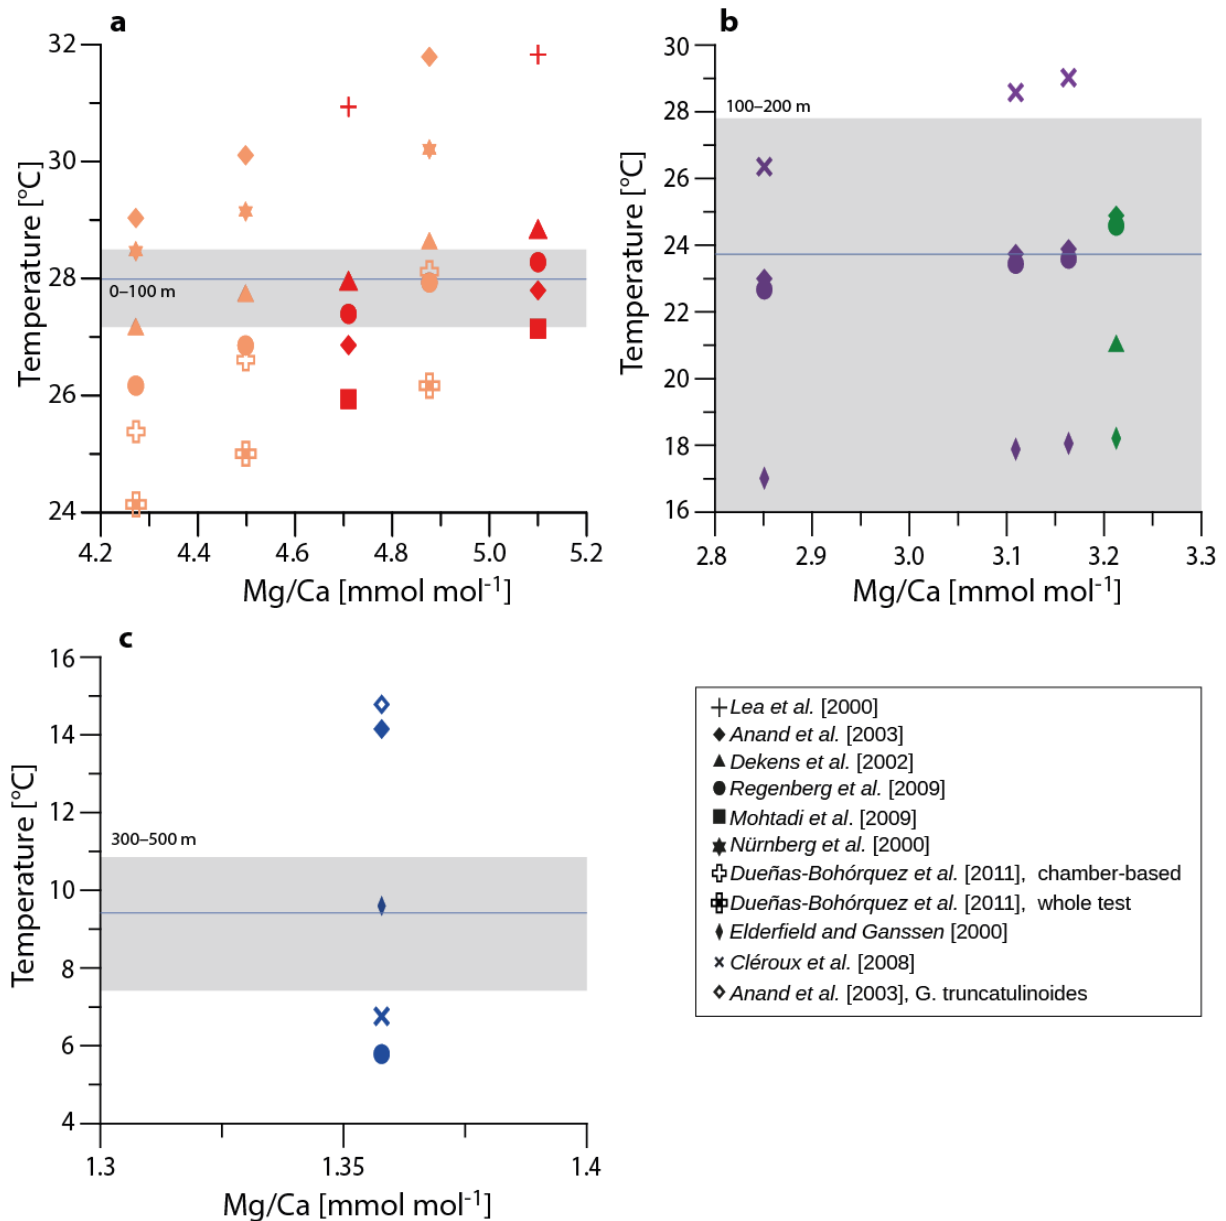 a
32
30
28
26
24
Temperature [°C]
0–100 m
4.2 4.4 4.6 4.8 5.0 5.2
Mg/Ca [mmol mol-1]
b
30
28
26
24
22
20
18
16
Temperature [°C]
100–200 m
2.8 2.9 3.0 3.1 3.2 3.3
Mg/Ca [mmol mol-1]
c
16
14
12
10
8
6
4
Temperature [°C]
300–500 m
1.3 1.35 1.4
Mg/Ca [mmol mol-1]
Lea et al. [2000]
Anand et al. [2003]
Dekens et al. [2002]
Regenberg et al. [2009]
Mohtadi et al. [2009]
Nürnberg et al. [2000]
Dueñas-Bohórquez et al. [2011], chamber-based
Dueñas-Bohórquez et al. [2011], whole test
Elderfield and Ganssen [2000]
Cléroux et al. [2008]
Anand et al. [2003], G. truncatulinoides